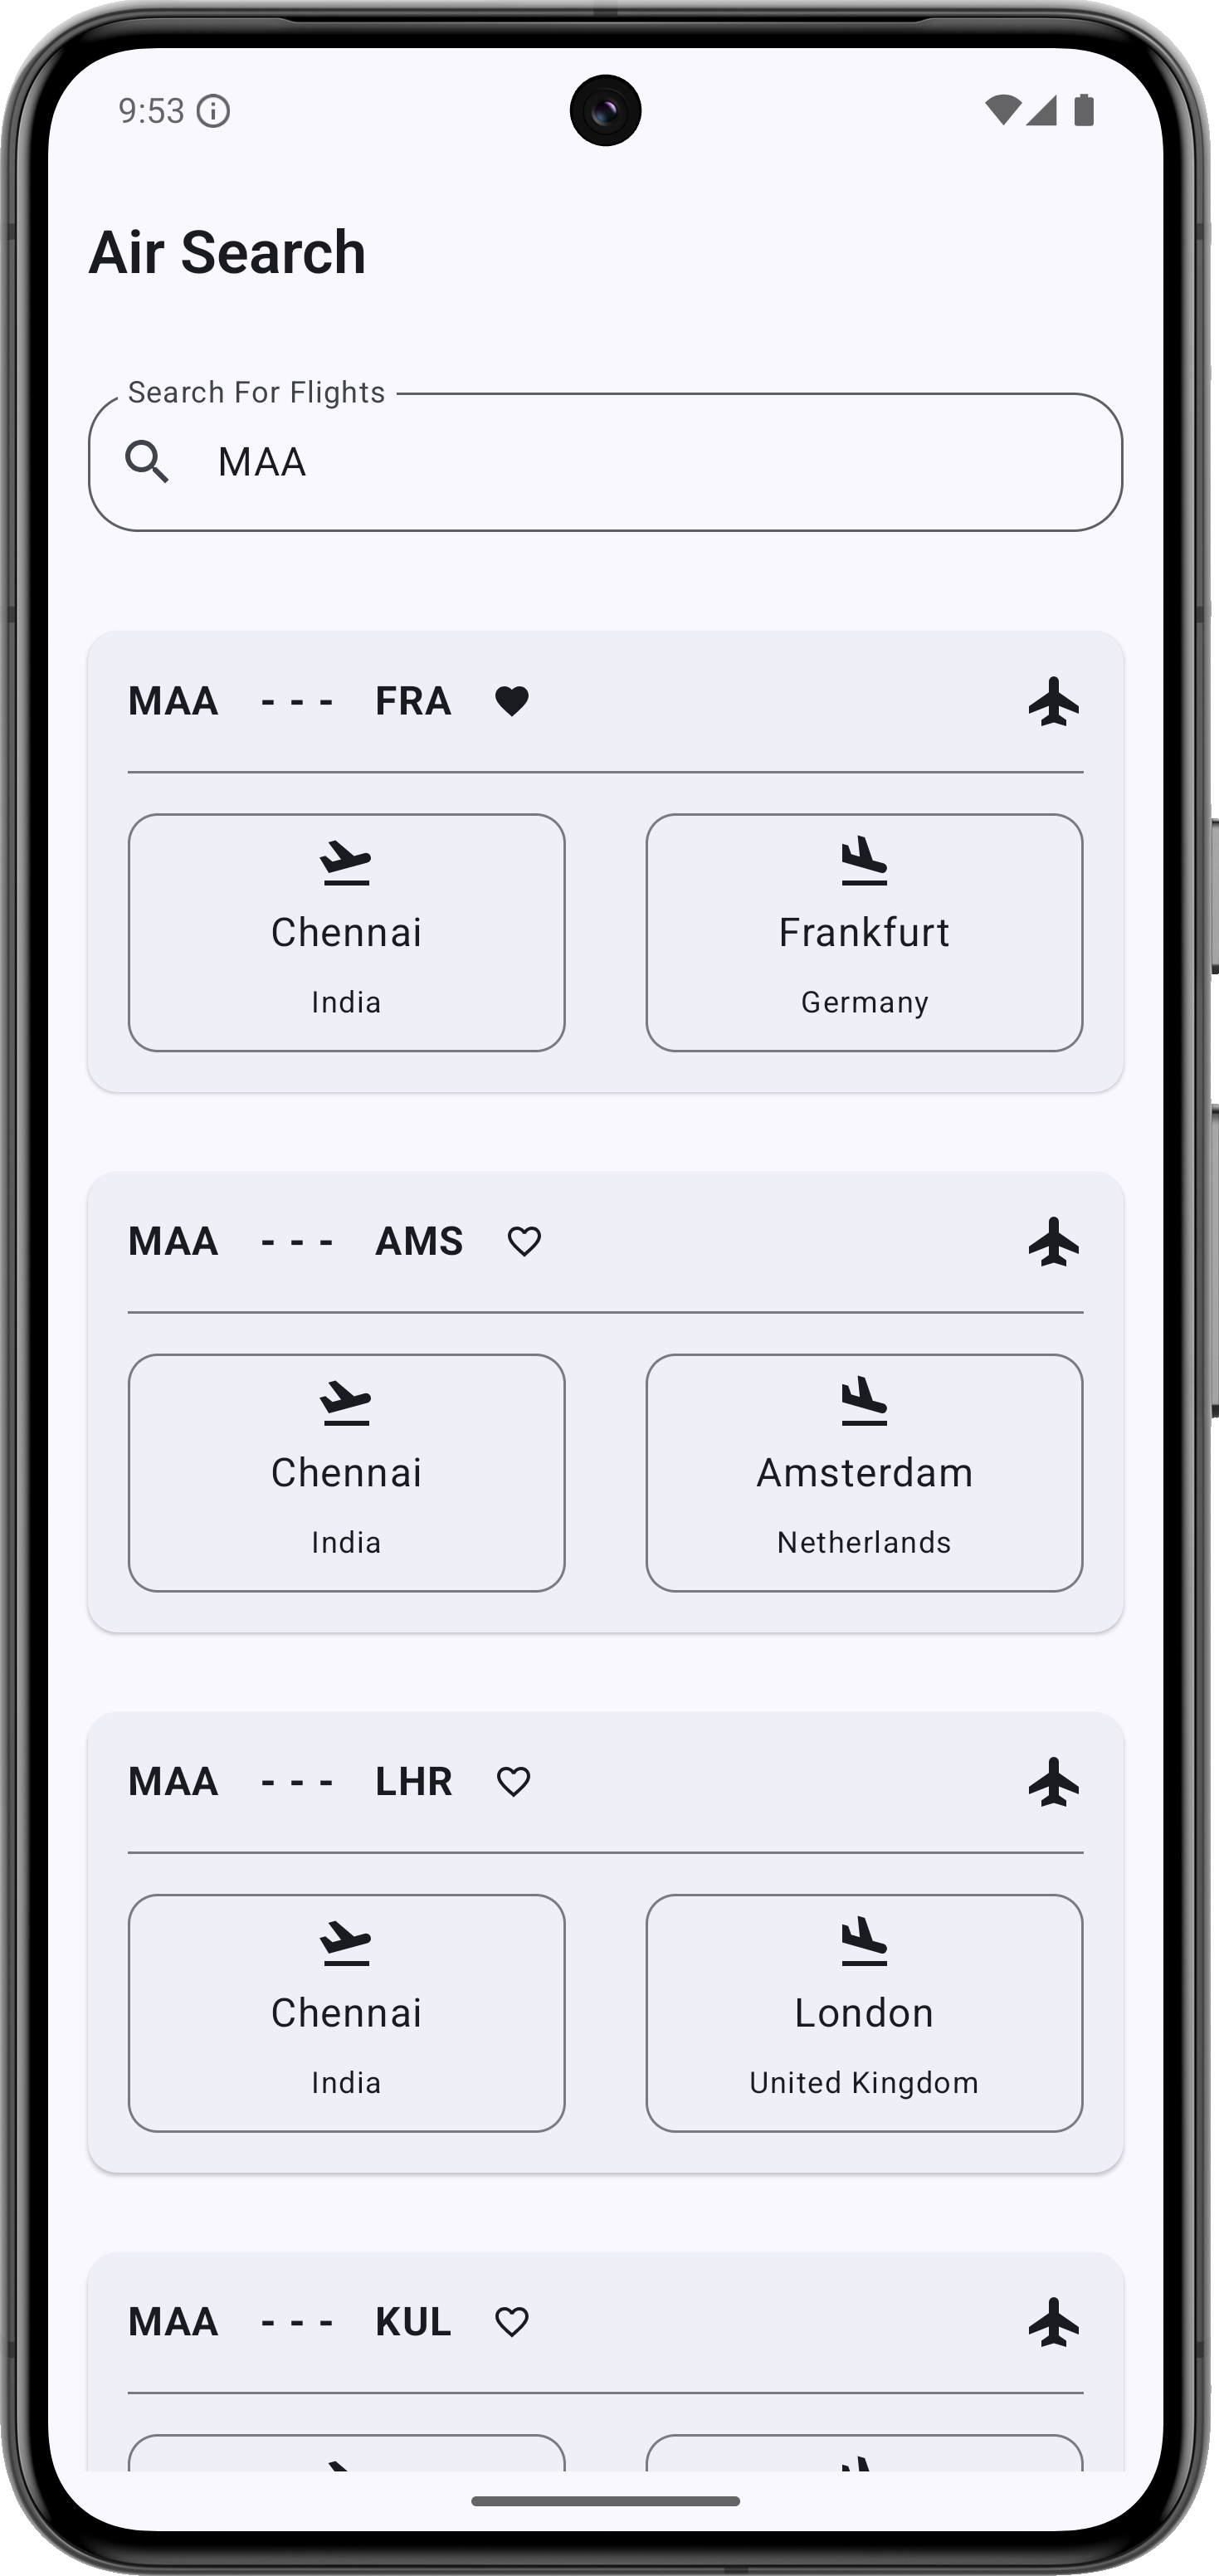 9:53
Air Search
Search For Flights
MAA
MAA - - - FRA
Chennai Frankfurt
India Germany
MAA - - - AMS
Chennai Amsterdam
India Netherlands
MAA - - - LHR
Chennai London
India United Kingdom
MAA - - - KUL